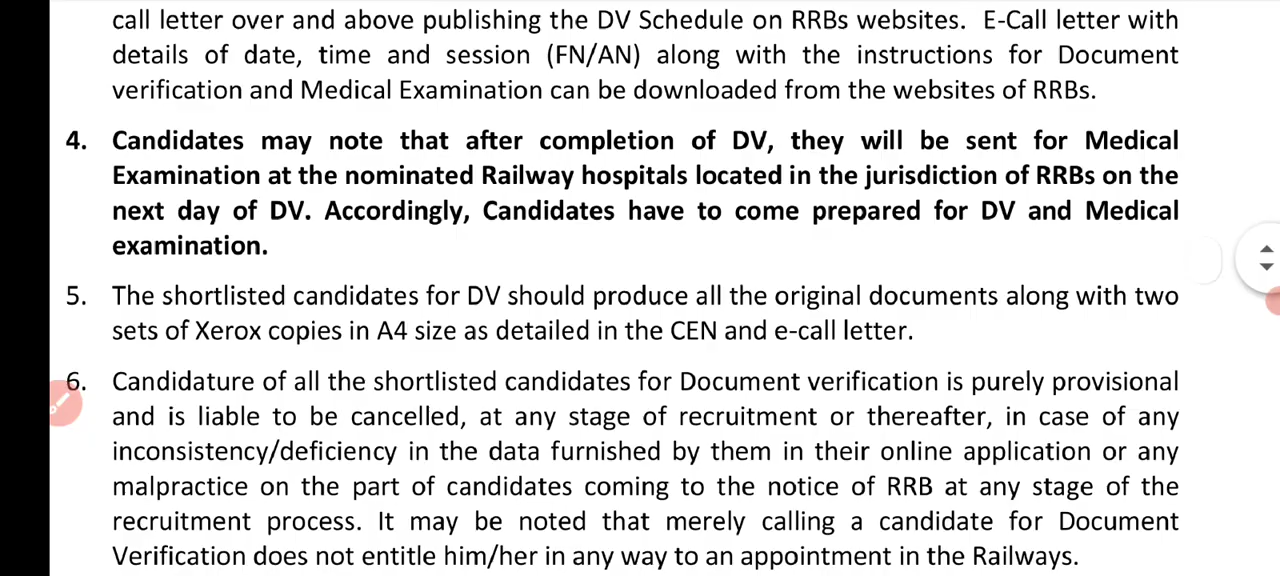 call letter over and above publishing the DV Schedule on RRBs websites. E-Call letter with
details of date, time and session (FN/AN) along with the instructions for Document
verification and Medical Examination can be downloaded from the websites of RRBs.
4. Candidates may note that after completion of DV, they will be sent for Medical
Examination at the nominated Railway hospitals located in the jurisdiction of RRBs on the
next day of DV. Accordingly, Candidates have to come prepared for DV and Medical
examination.
5. The shortlisted candidates for DV should produce all the original documents along with two
sets of Xerox copies in A4 size as detailed in the CEN and e-call letter.
6. Candidature of all the shortlisted candidates for Document verification is purely provisional
and is liable to be cancelled, at any stage of recruitment or thereafter, in case of any
inconsistency/deficiency in the data furnished by them in their online application or any
malpractice on the part of candidates coming to the notice of RRB at any stage of the
recruitment process. It may be noted that merely calling a candidate for Document
Verification does not entitle him/her in any way to an appointment in the Railways.